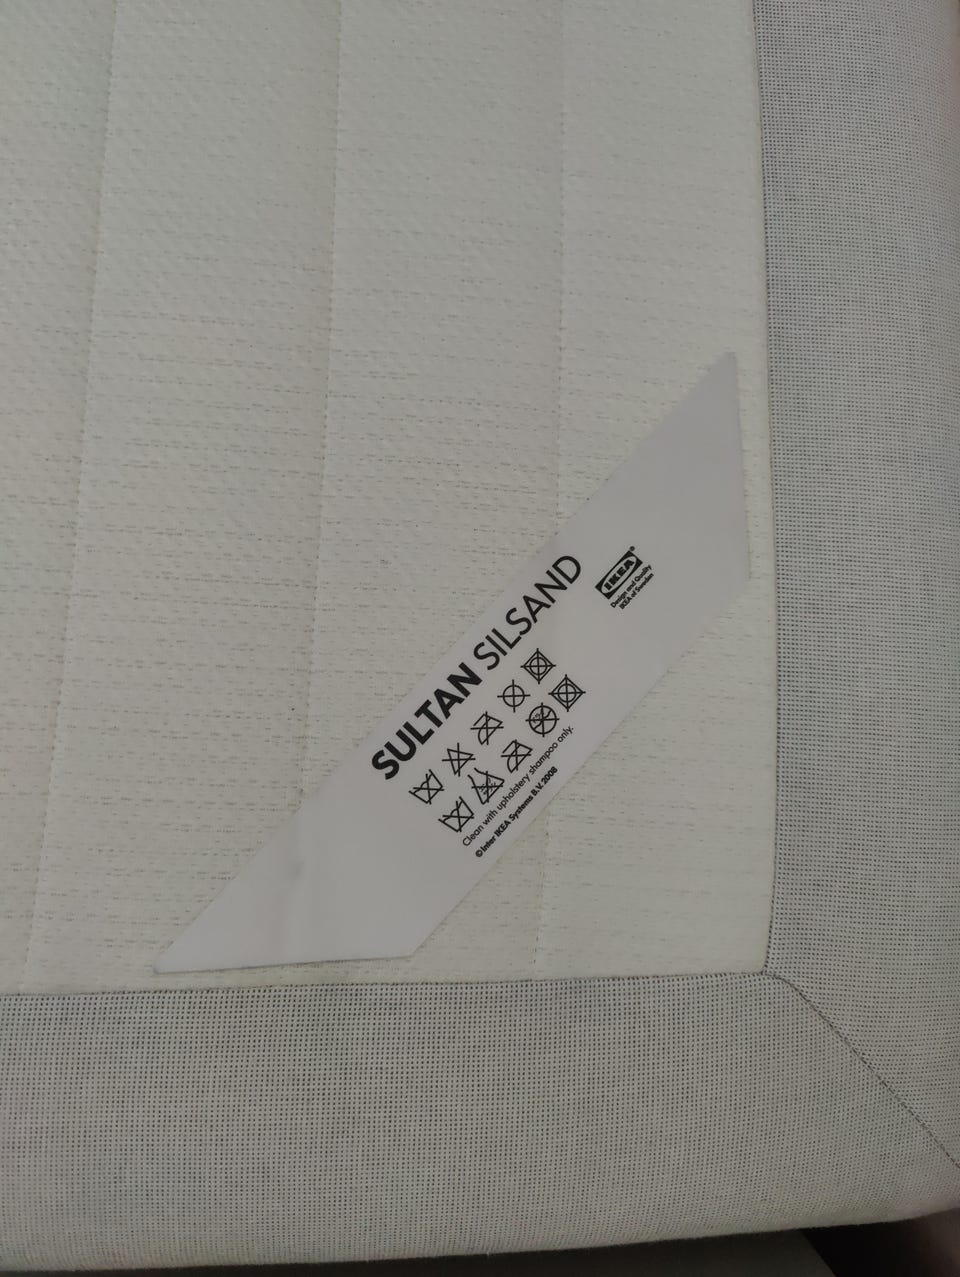 SULTAN SILSAND
Clean with upholstery shampoo only.
© Inter IKEA Systems B.V. 2008
IKEA®
Design and Quality
IKEA of Sweden